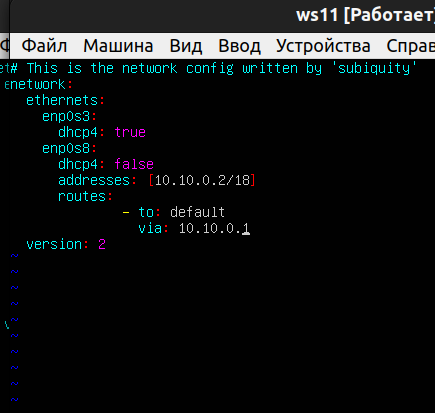 ws11 [Работает]
Файл Машина Вид Ввод Устройства Справ
# This is the network config written by 'subiquity'
network:
  ethernets:
    enp0s3:
      dhcp4: true
    enp0s8:
      dhcp4: false
      addresses: [10.10.0.2/18]
      routes:
              - to: default
                via: 10.10.0.1
  version: 2
~
~
~
~
~
~
~
~
~
~